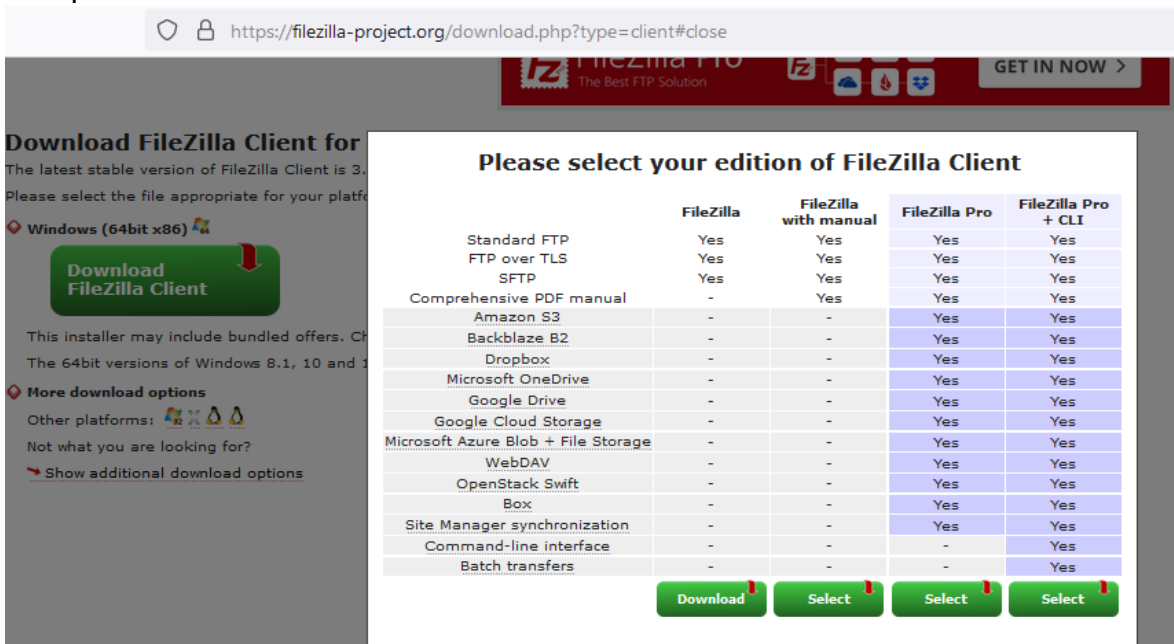 https://filezilla-project.org/download.php?type=client#close
FileZilla Pro
The Best FTP Solution
GET IN NOW >
Download FileZilla Client for
The latest stable version of FileZilla Client is 3.
Please select the file appropriate for your platfo
Windows (64bit x86)
Download
FileZilla Client
This installer may include bundled offers. Ch
The 64bit versions of Windows 8.1, 10 and 1
More download options
Other platforms:
Not what you are looking for?
Show additional download options
Please select your edition of FileZilla Client
FileZilla FileZilla with manual FileZilla Pro FileZilla Pro + CLI
Standard FTP Yes Yes Yes Yes
FTP over TLS Yes Yes Yes Yes
SFTP Yes Yes Yes Yes
Comprehensive PDF manual - Yes Yes Yes
Amazon S3 - - Yes Yes
Backblaze B2 - - Yes Yes
Dropbox - - Yes Yes
Microsoft OneDrive - - Yes Yes
Google Drive - - Yes Yes
Google Cloud Storage - - Yes Yes
Microsoft Azure Blob + File Storage - - Yes Yes
WebDAV - - Yes Yes
OpenStack Swift - - Yes Yes
Box - - Yes Yes
Site Manager synchronization - - Yes Yes
Command-line interface - - - Yes
Batch transfers - - - Yes
Download Select Select Select